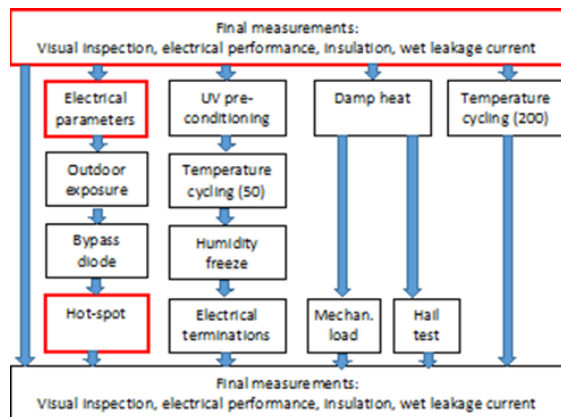 Final measurements:
Visual inspection, electrical performance, insulation, wet leakage current
Electrical
parameters
UV pre-
conditioning
Damp heat
Temperature
cycling (200)
Outdoor
exposure
Temperature
cycling (50)
Bypass
diode
Humidity
freeze
Hot-spot
Electrical
terminations
Mechan.
load
Hail
test
Final measurements:
Visual inspection, electrical performance, insulation, wet leakage current